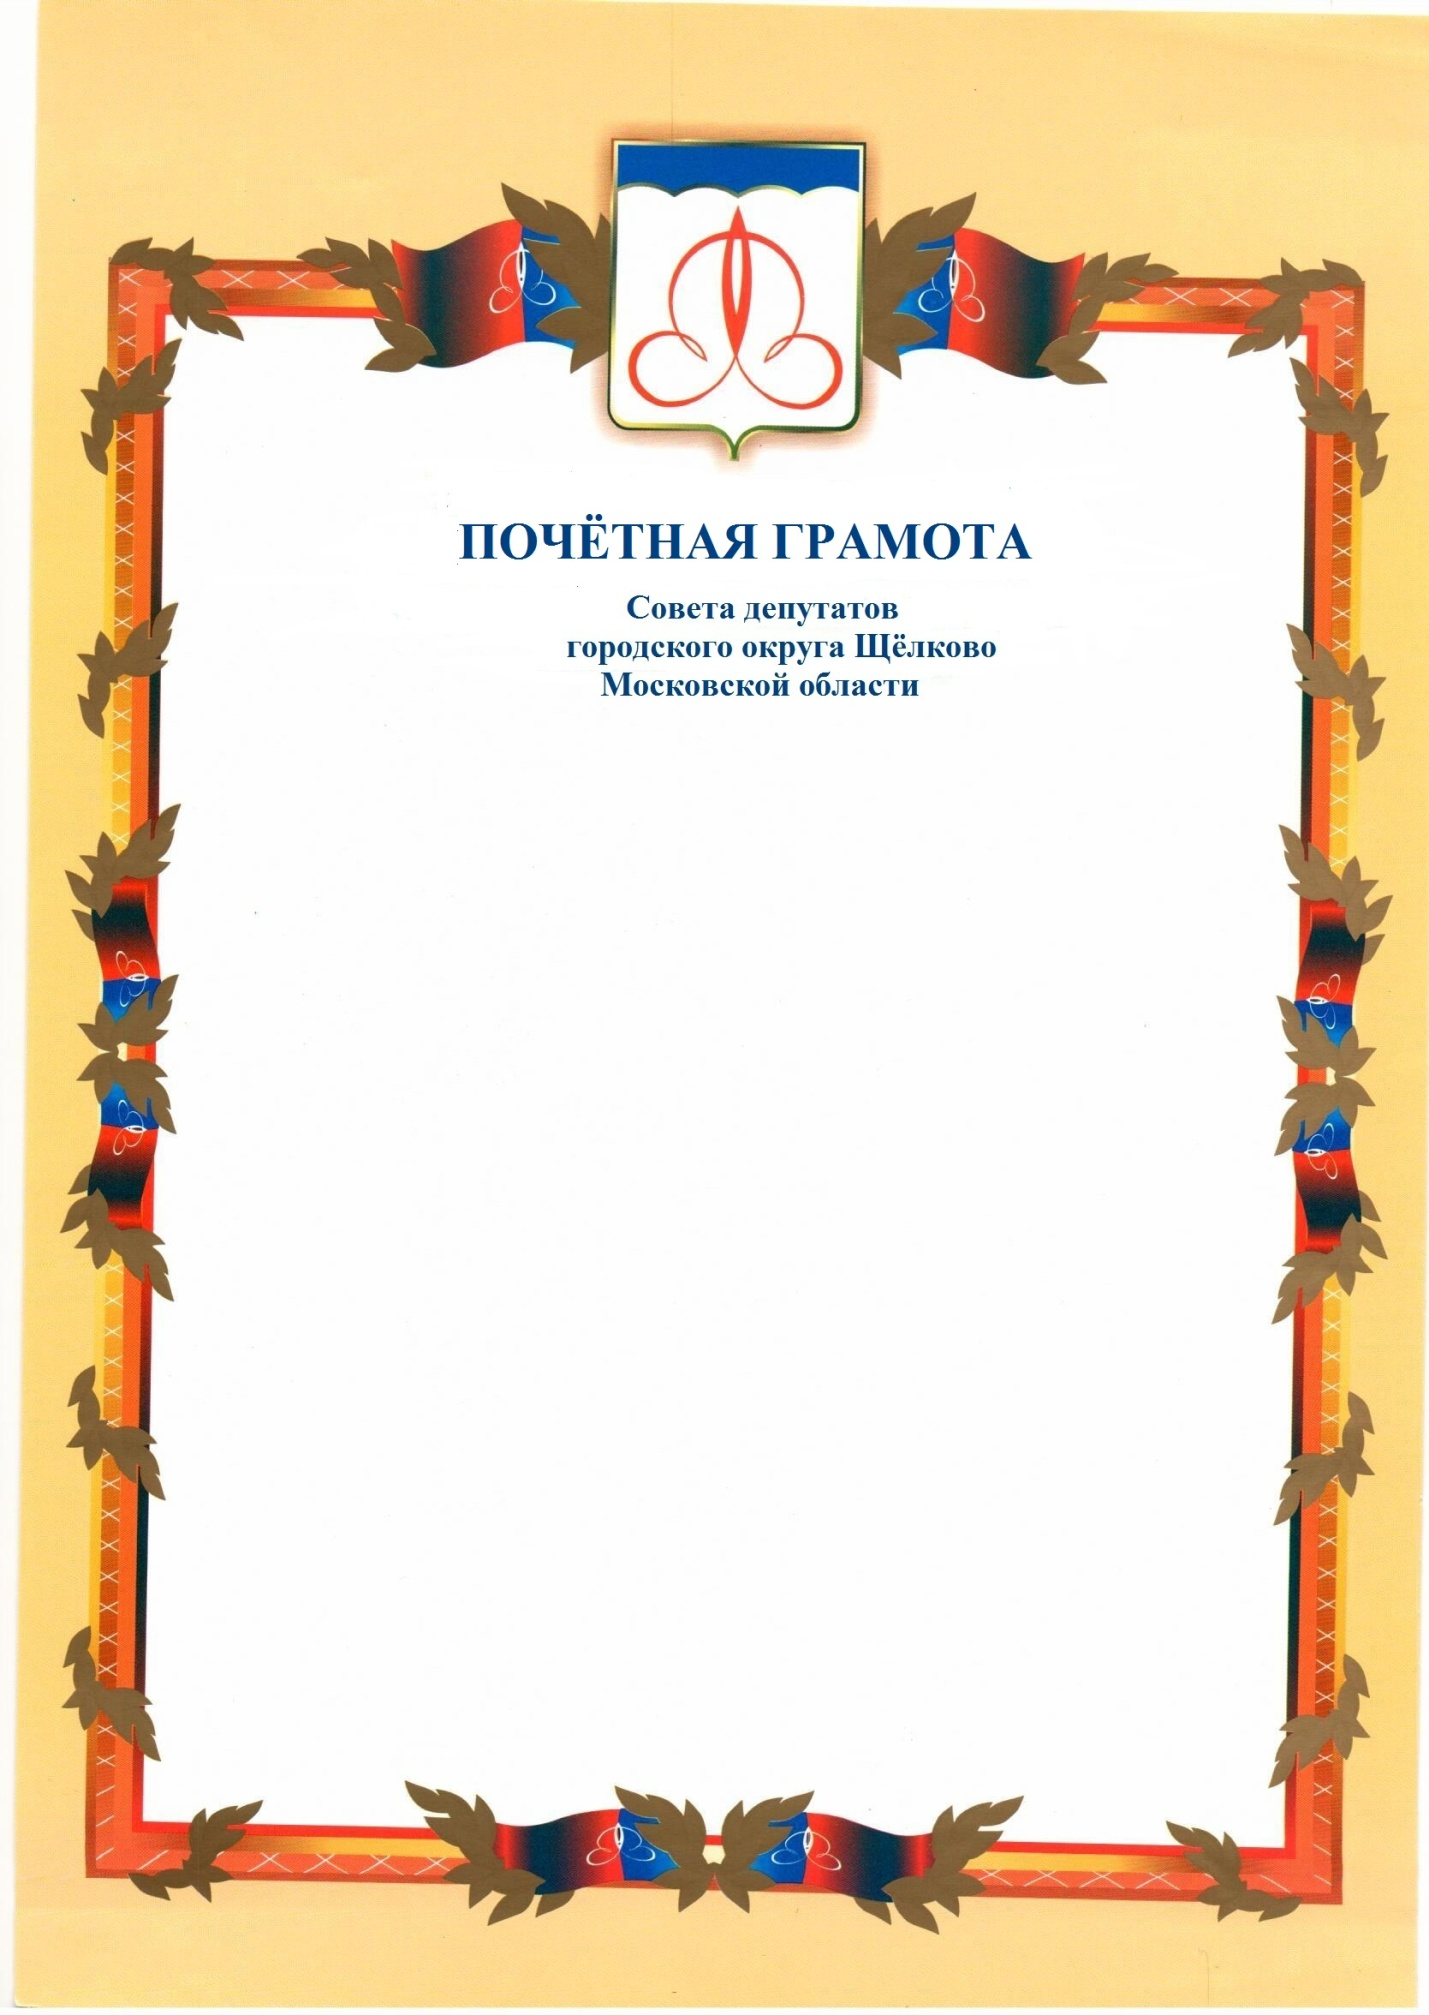 ПОЧЁТНАЯ ГРАМОТА
Совета депутатов
городского округа Щёлково
Московской области